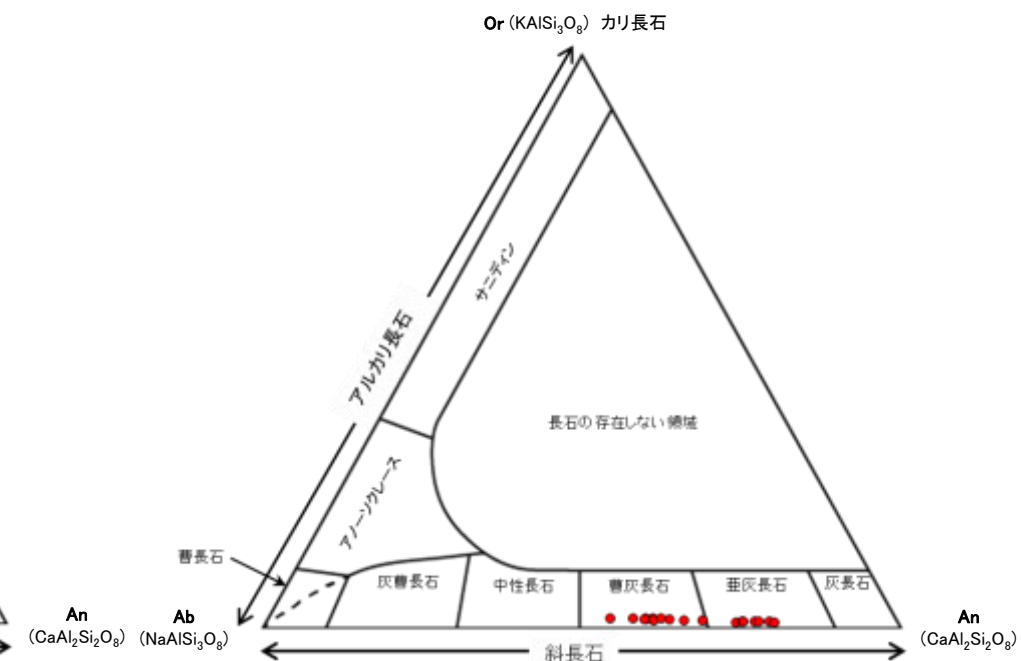 Or (KAlSi3O8) カリ長石
サニディン
アルカリ長石
長石の存在しない領域
アノーソクレース
曹長石
灰曹長石
中性長石
曹灰長石
亜灰長石
灰長石
An
(CaAl2Si2O8)
Ab
(NaAlSi3O8)
An
(CaAl2Si2O8)
斜長石